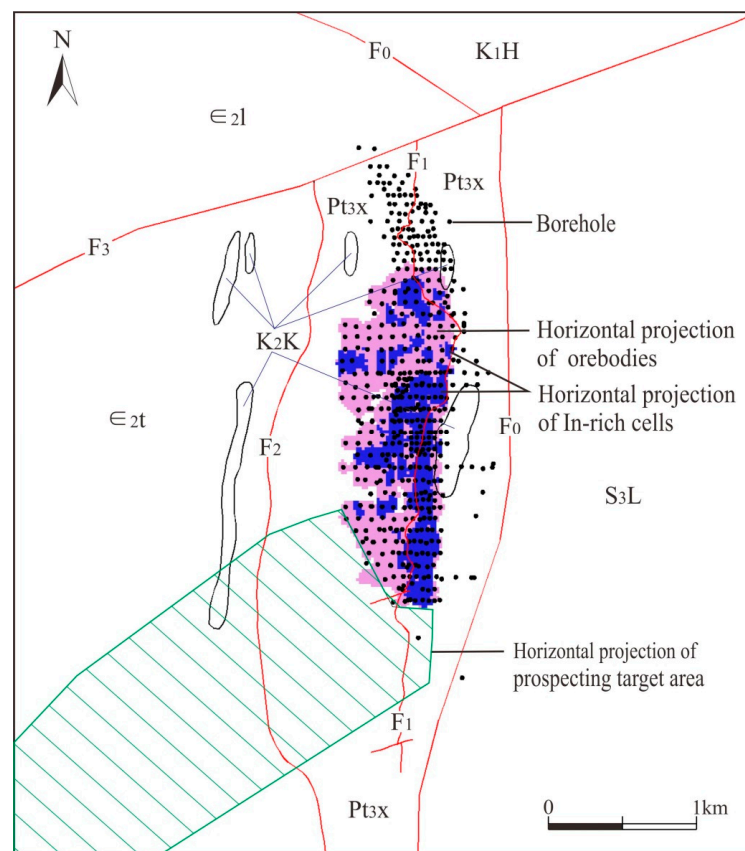 N
F0
K1H
∈2l
F1
Pt3x
Pt3x
Borehole
F3
Horizontal projection
of orebodies
K2K
Horizontal projection
of In-rich cells
∈2t
F2
F0
S3L
Horizontal projection of
prospecting target area
F1
Pt3x
0
1km